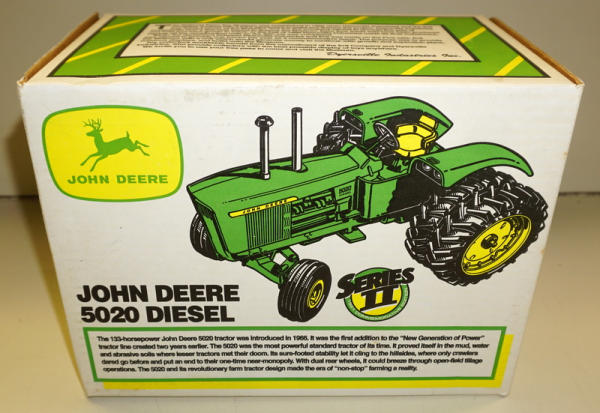 Dyersville Industries Inc.
JOHN DEERE
JOHN DEERE
5020
SERIES
II
JOHN DEERE
5020 DIESEL
The 133-horsepower John Deere 5020 tractor was introduced in 1966. It was the first addition to the "New Generation of Power"
tractor line created two years earlier. The 5020 was the most powerful standard tractor of its time. It proved itself in the mud, water
and abrasive soils where lesser tractors met their doom. Its sure-footed stability let it cling to the hillsides, where only crawlers
dared go before and put an end to their one-time near-monopoly. With dual rear wheels, it could breeze through open-field tillage
operations. The 5020 and its revolutionary farm tractor design made the era of "non-stop" farming a reality.